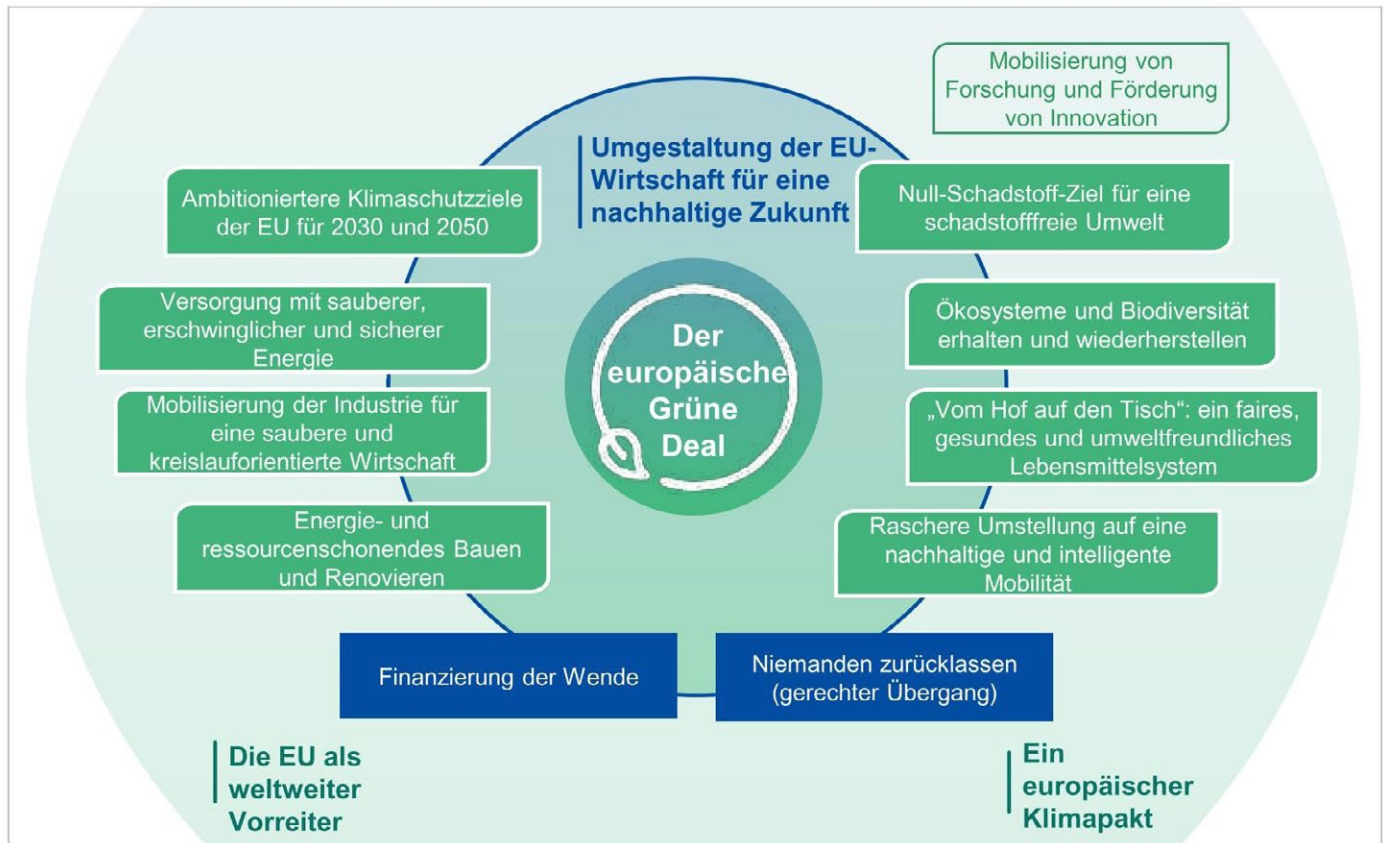 Mobilisierung von
Forschung und Förderung
von Innovation
Umgestaltung der EU-
Wirtschaft für eine
nachhaltige Zukunft
Ambitioniertere Klimaschutzziele
der EU für 2030 und 2050
Null-Schadstoff-Ziel für eine
schadstofffreie Umwelt
Versorgung mit sauberer,
erschwinglicher und sicherer
Energie
Ökosysteme und Biodiversität
erhalten und wiederherstellen
Der
europäische
Grüne
Deal
Mobilisierung der Industrie für
eine saubere und
kreislauforientierte Wirtschaft
„Vom Hof auf den Tisch“: ein faires,
gesundes und umweltfreundliches
Lebensmittelsystem
Energie- und
ressourcenschonendes Bauen
und Renovieren
Raschere Umstellung auf eine
nachhaltige und intelligente
Mobilität
Finanzierung der Wende
Niemanden zurücklassen
(gerechter Übergang)
Die EU als
weltweiter
Vorreiter
Ein
europäischer
Klimapakt